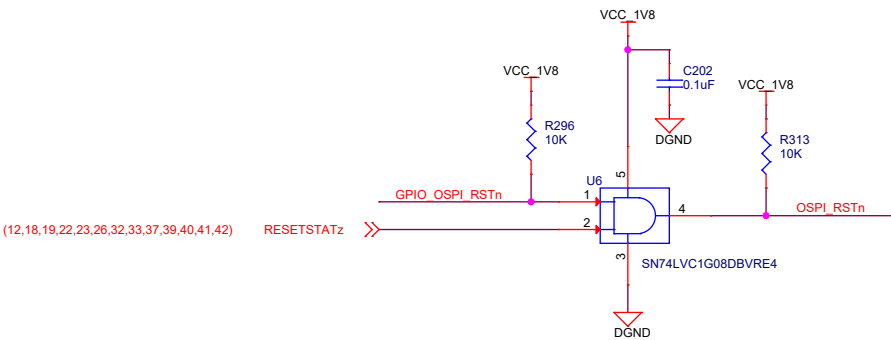 VCC_1V8
VCC_1V8
C202
0.1uF
VCC_1V8
DGND
R296
10K
R313
10K
U6
5
GPIO_OSPI_RSTn
1
4
OSPI_RSTn
(12,18,19,22,23,26,32,33,37,39,40,41,42)
RESETSTATz
2
3
SN74LVC1G08DBVRE4
DGND